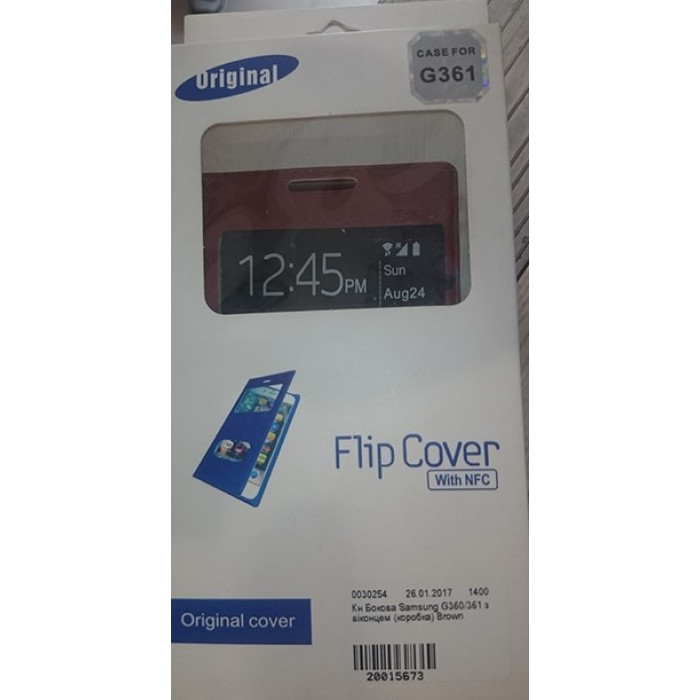 Original
CASE FOR
G361
12:45PM
Sun
Aug24
Flip Cover
With NFC
0030254 26.01.2017 1400
Кн Бокова Samsung G360/361 з
віконцем (коробка) Brown
Original cover
20015673